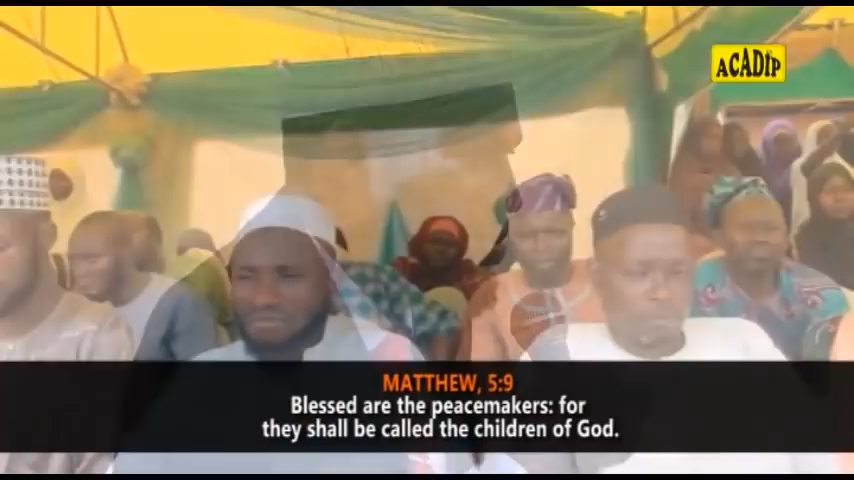 ACADIP
MATTHEW, 5:9
Blessed are the peacemakers: for
they shall be called the children of God.